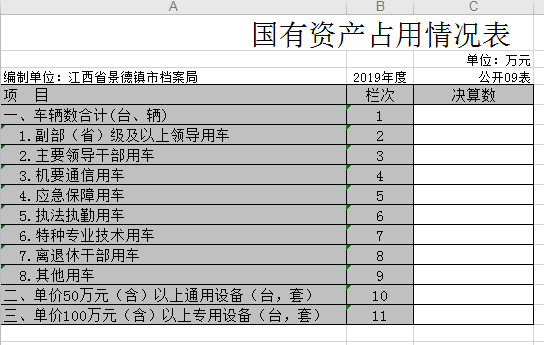 A B C
国有资产占用情况表
单位：万元
编制单位：江西省景德镇市档案局 2019年度 公开09表
项 目 栏次 决算数
一、车辆数合计(台、辆) 1
1.副部（省）级及以上领导用车 2
2.主要领导干部用车 3
3.机要通信用车 4
4.应急保障用车 5
5.执法执勤用车 6
6.特种专业技术用车 7
7.离退休干部用车 8
8.其他用车 9
二、单价50万元（含）以上通用设备（台，套） 10
三、单价100万元（含）以上专用设备（台，套） 11